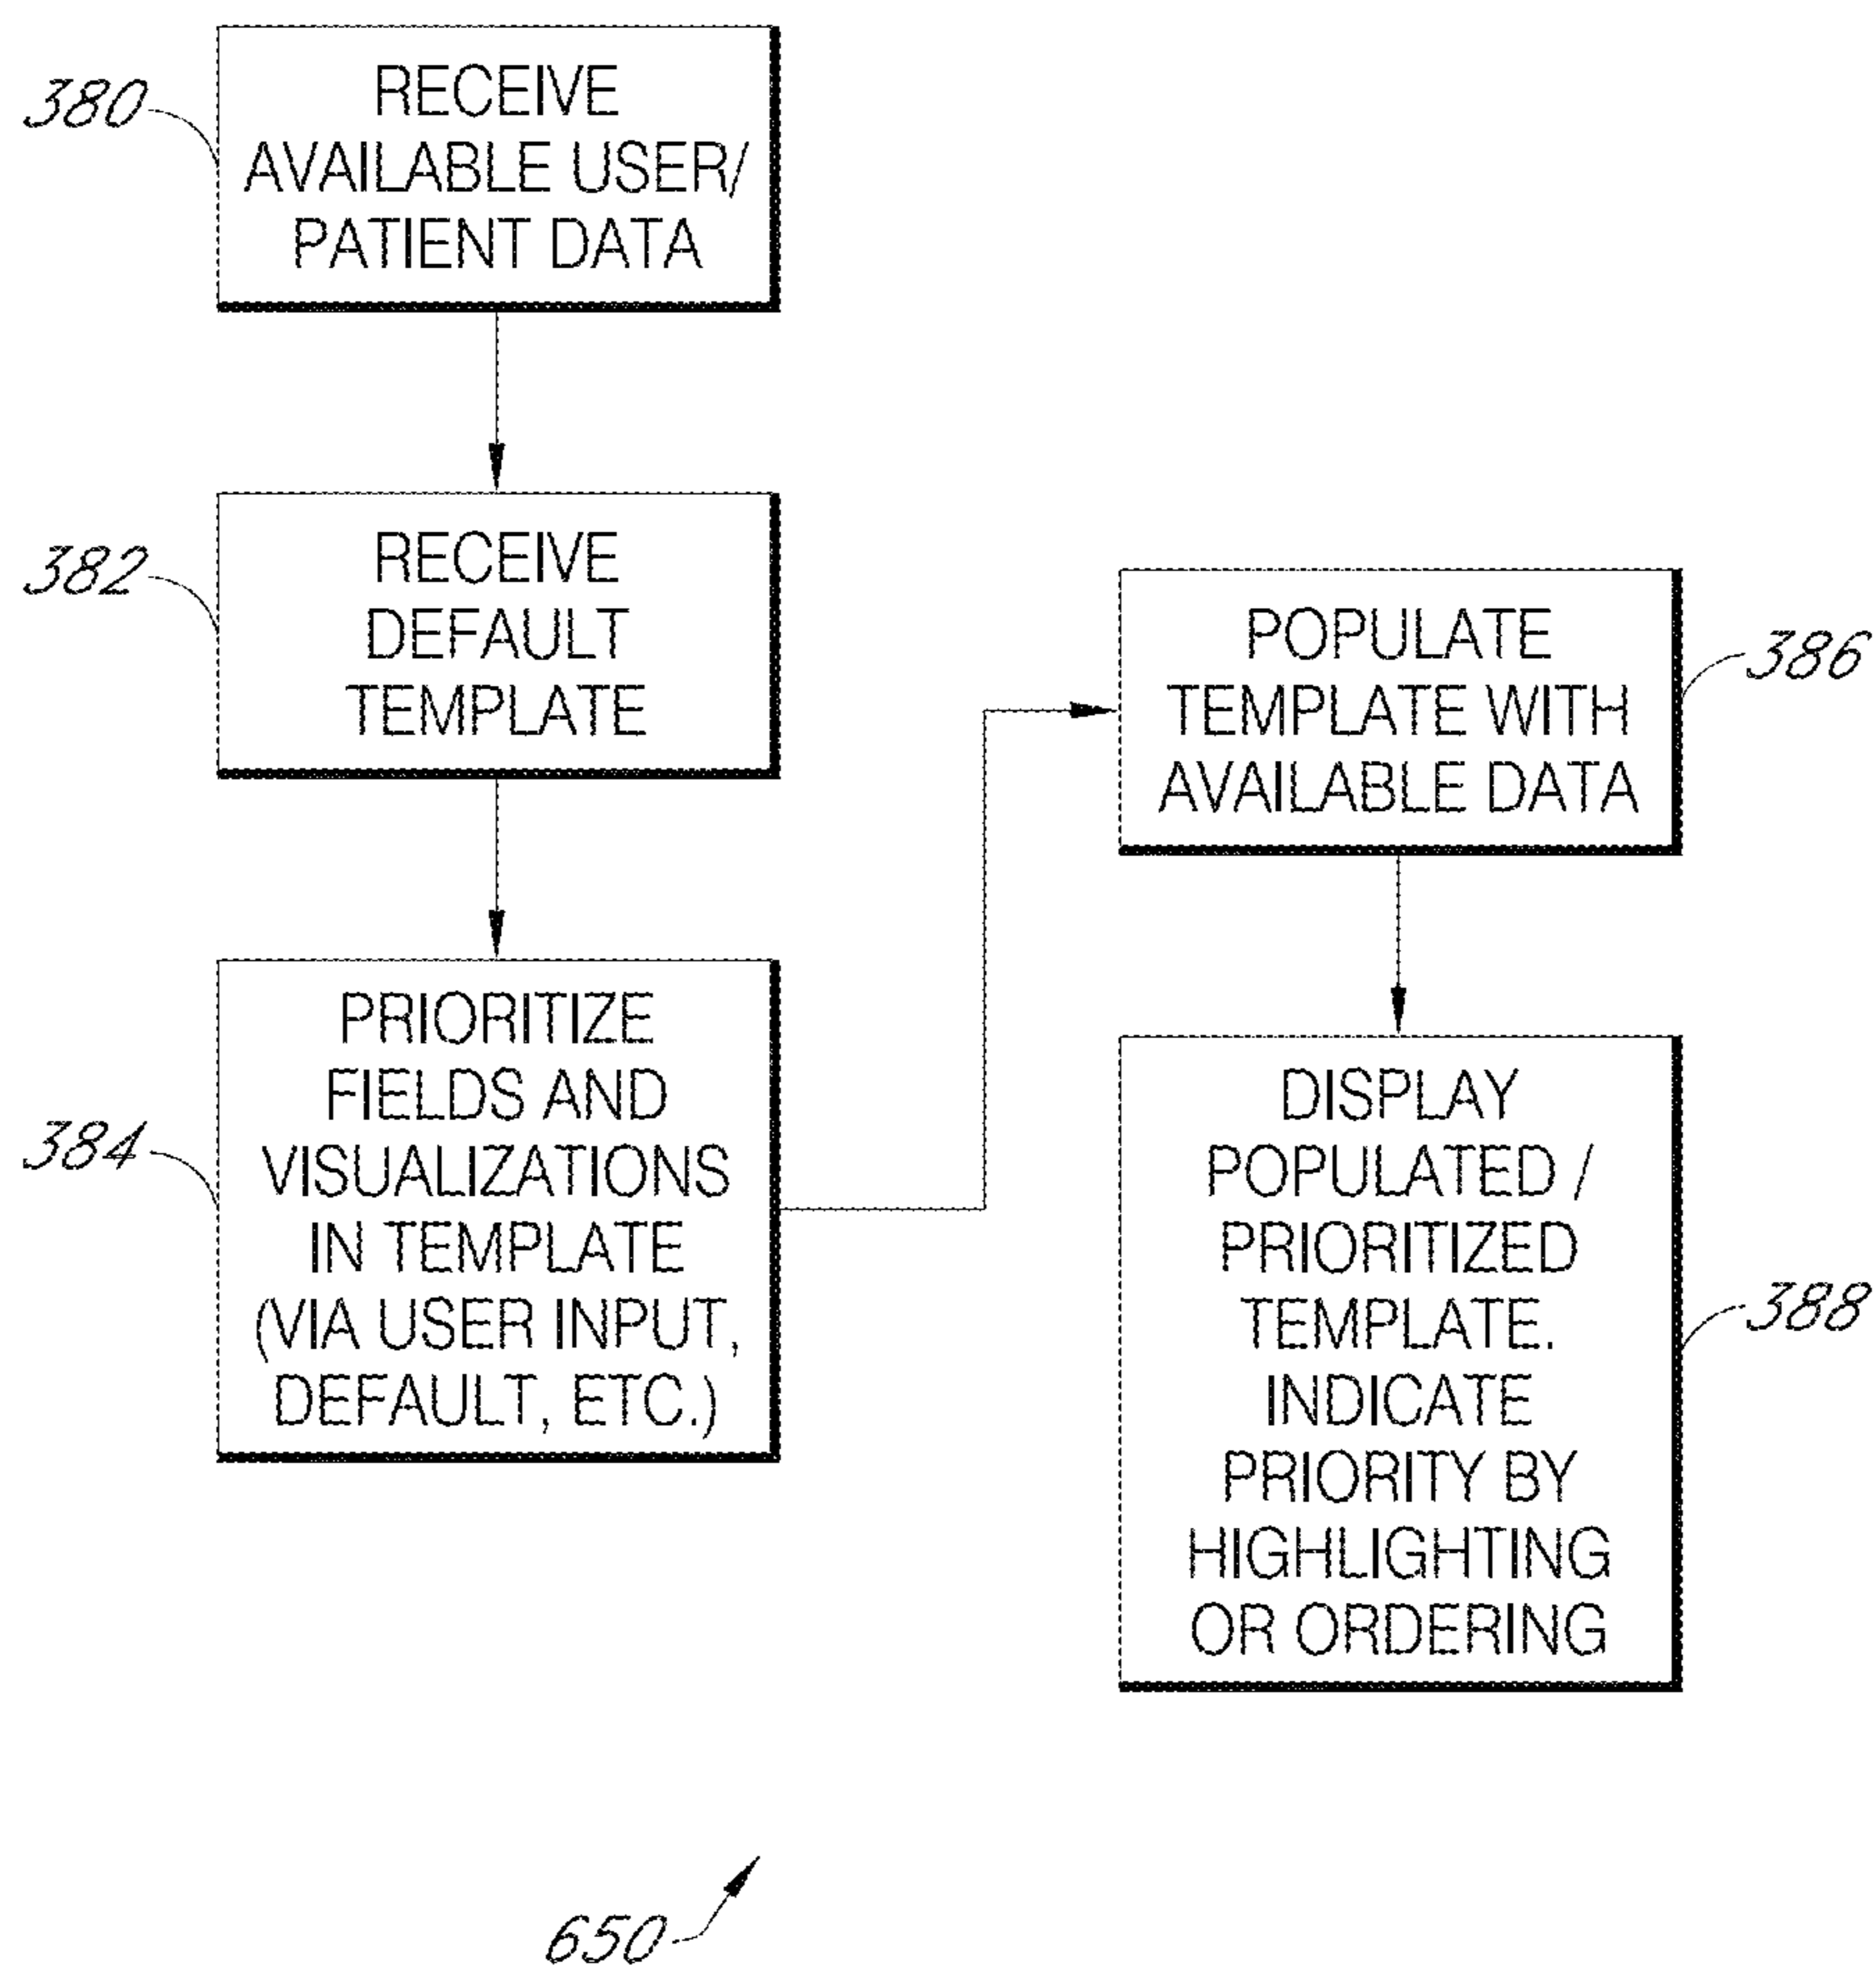 380
RECEIVE
AVAILABLE USER/
PATIENT DATA
382
RECEIVE
DEFAULT
TEMPLATE
384
PRIORITIZE
FIELDS AND
VISUALIZATIONS
IN TEMPLATE
(VIA USER INPUT,
DEFAULT, ETC.)
POPULATE
TEMPLATE WITH
AVAILABLE DATA
386
DISPLAY
POPULATED /
PRIORITIZED
TEMPLATE.
INDICATE
PRIORITY BY
HIGHLIGHTING
OR ORDERING
388
650